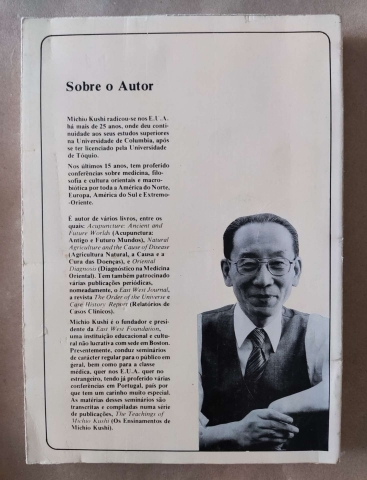 Sobre o Autor
Michio Kushi radicou-se nos E.U.A.
há mais de 25 anos, onde deu conti-
nuidade aos seus estudos superiores
na Universidade de Columbia, após
se ter licenciado pela Universidade
de Tóquio.
Nos últimos 15 anos, tem proferido
conferências sobre medicina, filo-
sofia e cultura orientais e macro-
biótica por toda a América do Norte,
Europa, América do Sul e Extremo-
-Oriente.
É autor de vários livros, entre os
quais: Acupuncture: Ancient and
Future Worlds (Acupunctura:
Antigo e Futuro Mundos), Natural
Agriculture and the Cause of Disease
(Agricultura Natural, a Causa e a
Cura das Doenças), e Oriental
Diagnosis (Diagnóstico na Medicina
Oriental). Tem também patrocinado
várias publicações periódicas,
nomeadamente, o East West Journal,
a revista The Order of the Universe e
Case History Report (Relatórios de
Casos Clínicos).
Michio Kushi é o fundador e presi-
dente da East West Foundation,
uma instituição educacional e cultu-
ral não lucrativa com sede em Boston.
Presentemente, conduz seminários
de carácter regular para o público em
geral, bem como para a classe
médica, quer nos E.U.A. quer no
estrangeiro, tendo já proferido várias
conferências em Portugal, país por
que tem um carinho muito especial.
As matérias desses seminários são
transcritas e compiladas numa série
de publicações, The Teachings of
Michio Kushi (Os Ensinamentos de
Michio Kushi).